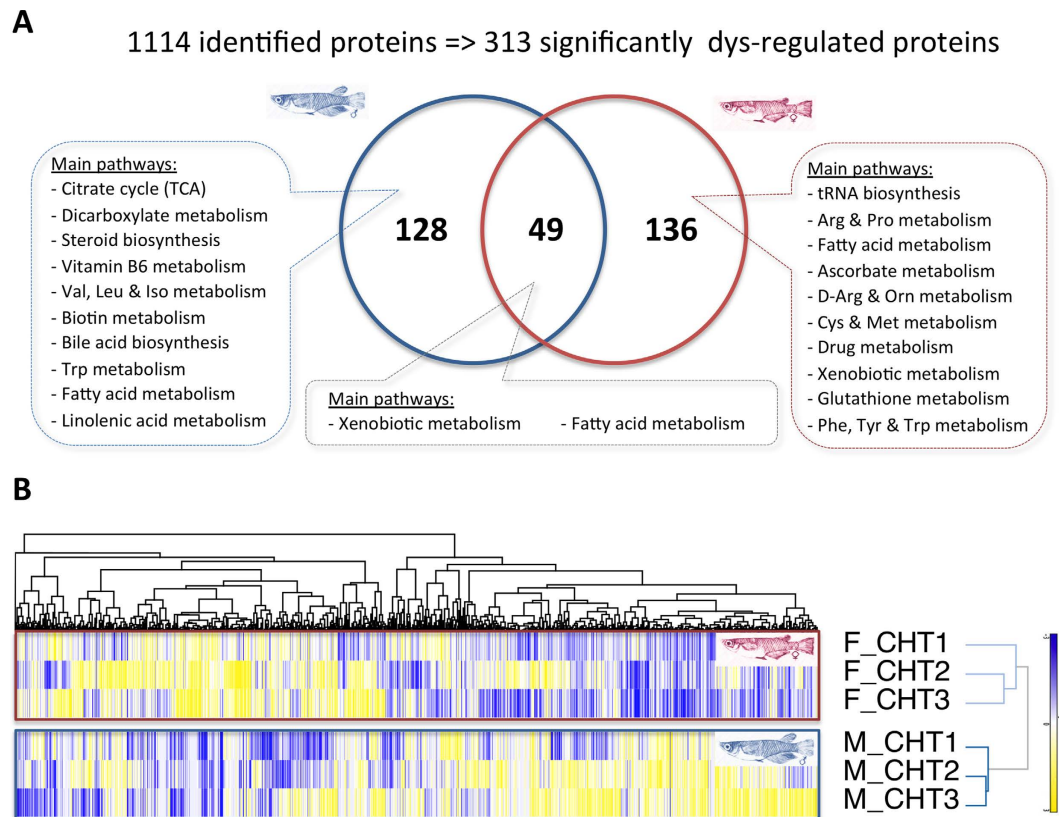 A
1114 identified proteins => 313 significantly dys-regulated proteins
♂
♀
Main pathways:
- Citrate cycle (TCA)
- Dicarboxylate metabolism
- Steroid biosynthesis
- Vitamin B6 metabolism
- Val, Leu & Iso metabolism
- Biotin metabolism
- Bile acid biosynthesis
- Trp metabolism
- Fatty acid metabolism
- Linolenic acid metabolism
128
49
136
Main pathways:
- tRNA biosynthesis
- Arg & Pro metabolism
- Fatty acid metabolism
- Ascorbate metabolism
- D-Arg & Orn metabolism
- Cys & Met metabolism
- Drug metabolism
- Xenobiotic metabolism
- Glutathione metabolism
- Phe, Tyr & Trp metabolism
Main pathways:
- Xenobiotic metabolism - Fatty acid metabolism
B
♀
F_CHT1
F_CHT2
F_CHT3
♂
M_CHT1
M_CHT2
M_CHT3
0